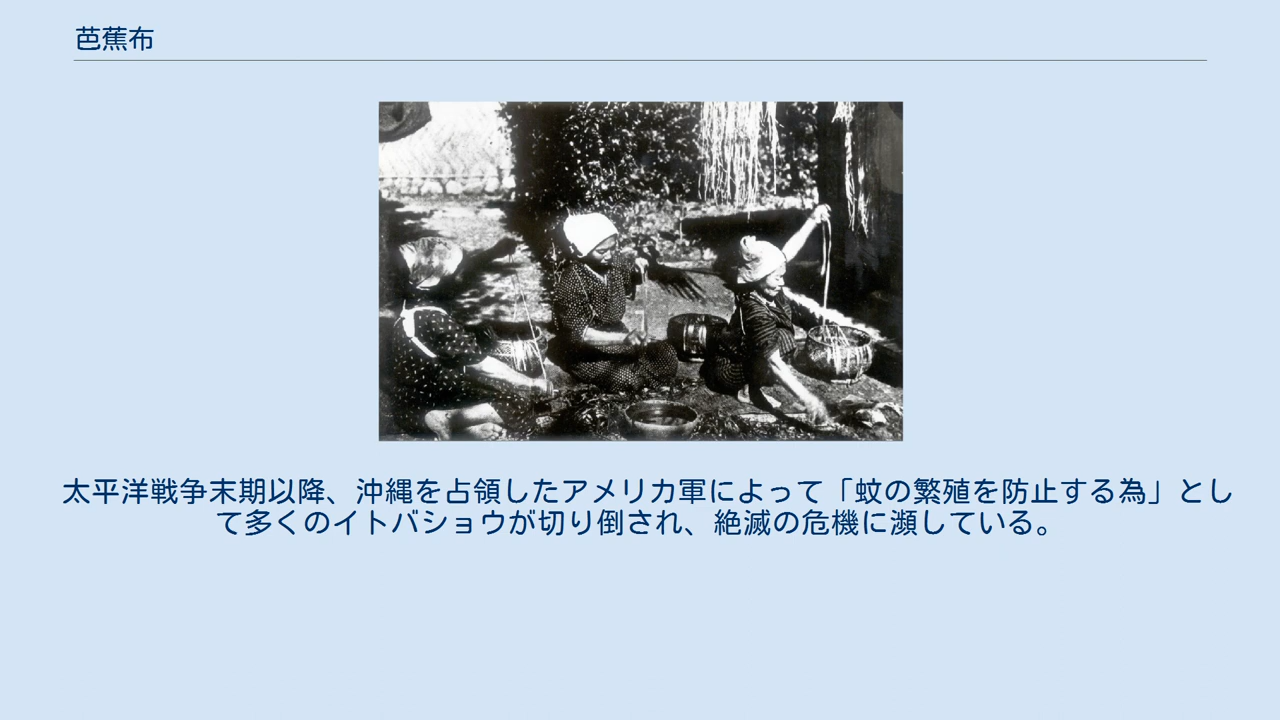 芭蕉布
太平洋戦争末期以降、沖縄を占領したアメリカ軍によって「蚊の繁殖を防止する為」とし
て多くのイトバショウが切り倒され、絶滅の危機に瀕している。